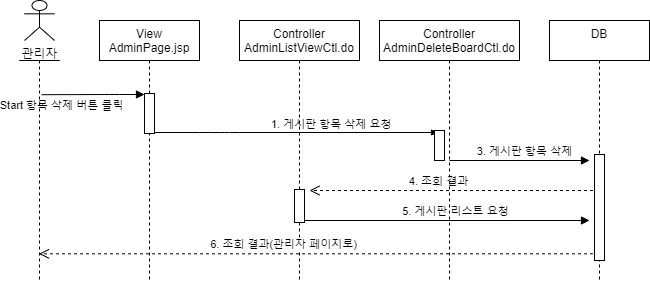 관리자
View
AdminPage.jsp
Controller
AdminListViewCtl.do
Controller
AdminDeleteBoardCtl.do
DB
Start 항목 삭제 버튼 클릭
1. 게시판 항목 삭제 요청
3. 게시판 항목 삭제
4. 조회 결과
5. 게시판 리스트 요청
6. 조회 결과(관리자 페이지로)